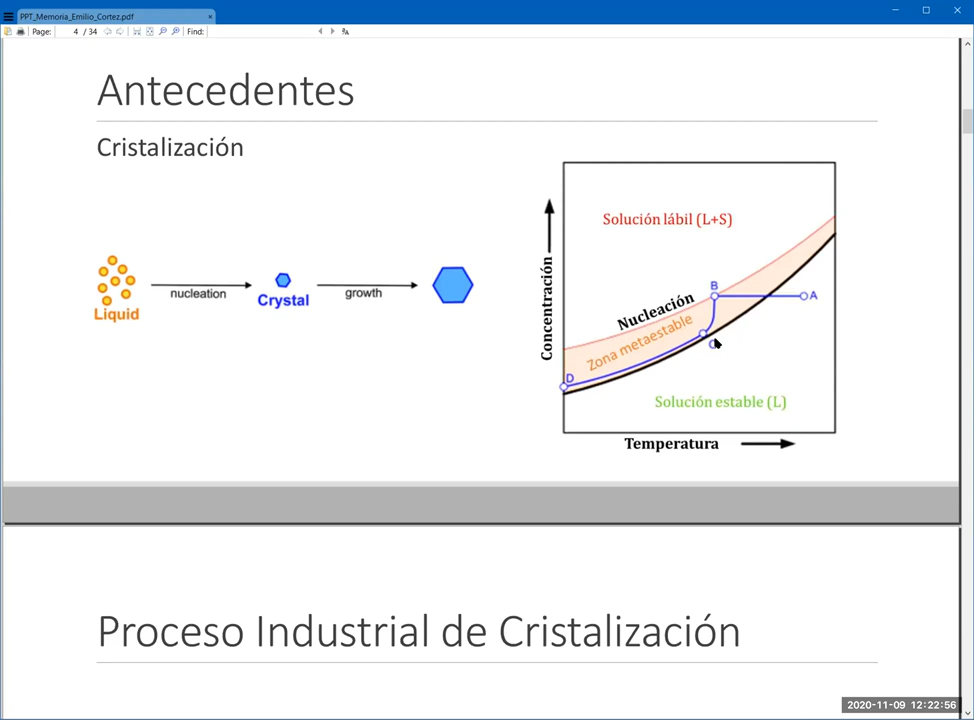 PPT_Memoria_Emilio_Cortez.pdf
Page: 4 / 34 Find:
Antecedentes
Cristalización
Liquid
nucleation
Crystal
growth
Concentración
Solución lábil (L+S)
Nucleación
Zona metaestable
B
A
D
Solución estable (L)
Temperatura
Proceso Industrial de Cristalización
2020-11-09 12:22:56